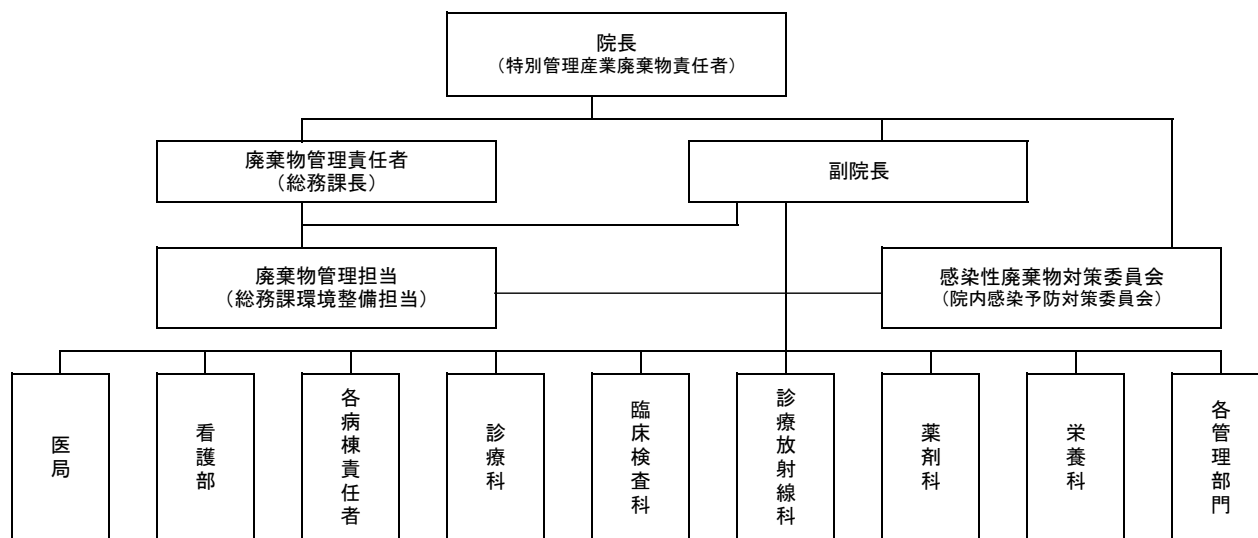 院長
（特別管理産業廃棄物責任者）
廃棄物管理責任者
（総務課長）
副院長
廃棄物管理担当
（総務課環境整備担当）
感染性廃棄物対策委員会
（院内感染予防対策委員会）
医局
看護部
各病棟責任者
診療科
臨床検査科
診療放射線科
薬剤科
栄養科
各管理部門